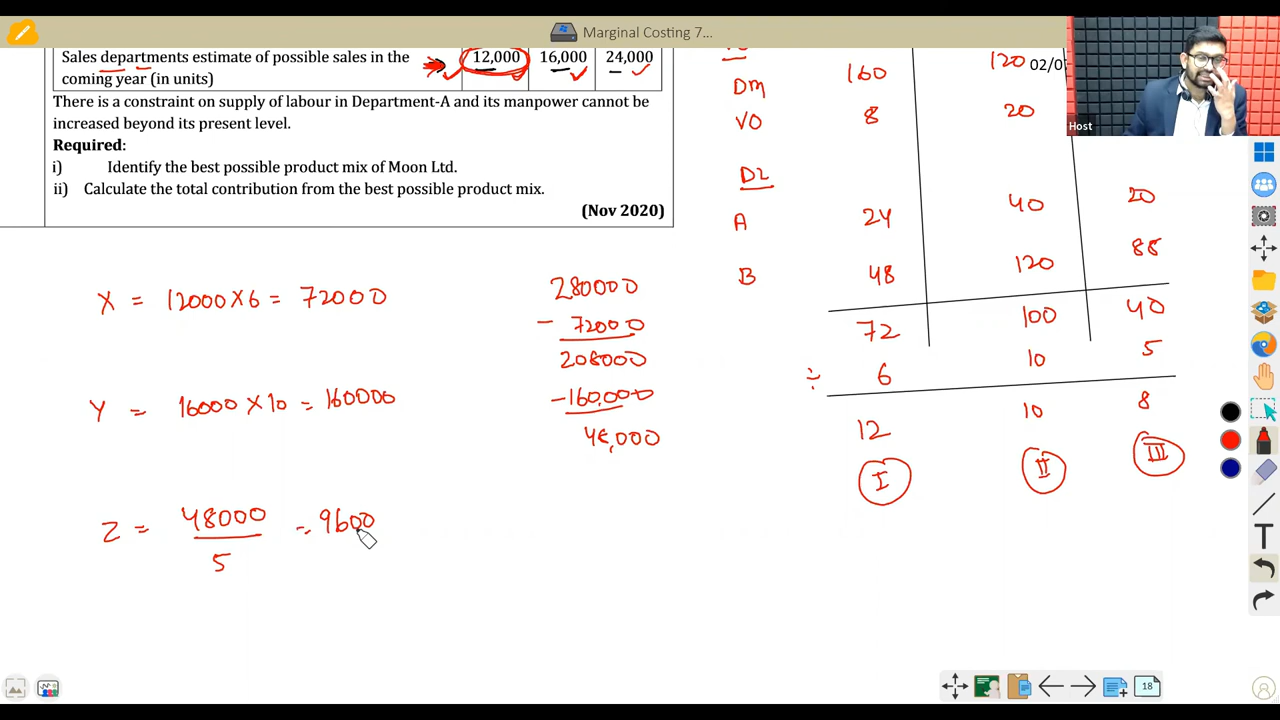 Marginal Costing 7...
Sales departments estimate of possible sales in the coming year (in units) 12,000 16,000 24,000
There is a constraint on supply of labour in Department-A and its manpower cannot be
increased beyond its present level.
Required:
i) Identify the best possible product mix of Moon Ltd.
ii) Calculate the total contribution from the best possible product mix.
(Nov 2020)
X = 12000 X 6 = 72000
Y = 16000 X 10 = 160000
Z = 48000 / 5 = 9600
280000
- 72000
208000
-160,000
48,000
160 120
DM
VO 8 20
D2
A 24 40 20
B 48 120 88
72 100 40
÷ 6 10 5
12 10 8
I II III
02/0
Host
18